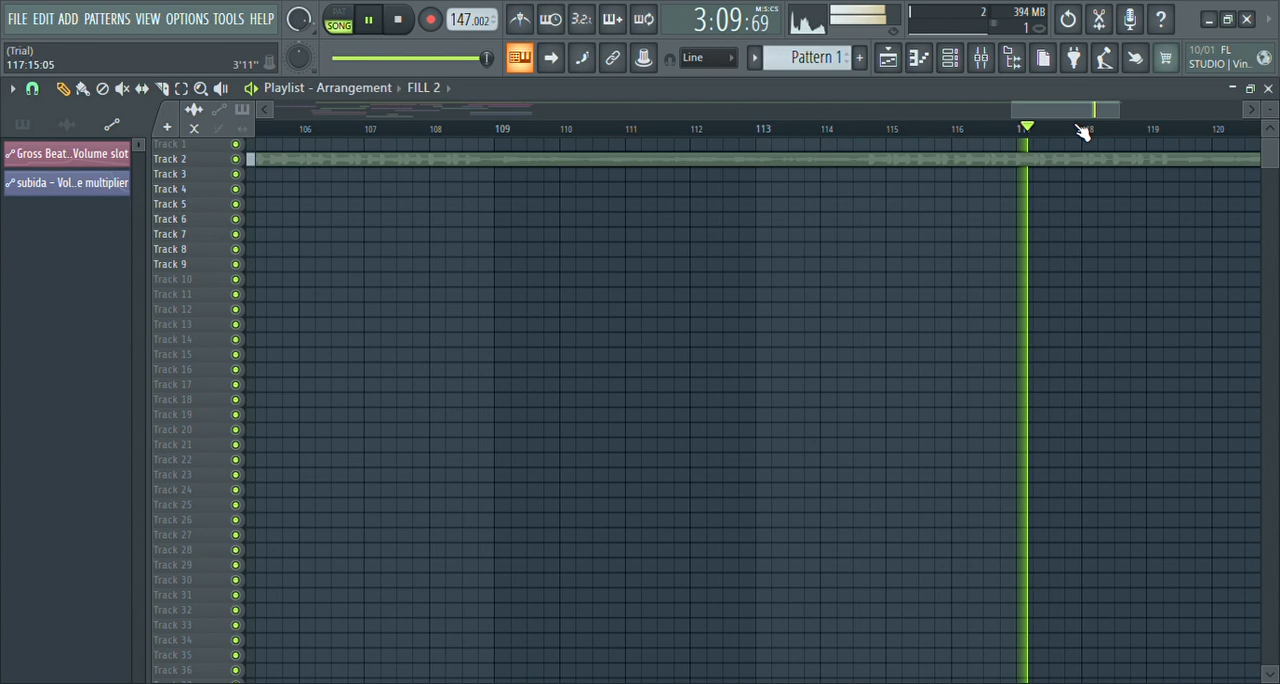 FILE EDIT ADD PATTERNS VIEW OPTIONS TOOLS HELP
PAT
SONG
147.002
3:09:69
M:S:CS
2
394 MB
1
(Trial)
117:15:05
3'11"
Line
Pattern 1
10/01 FL
STUDIO | Vin..
Playlist - Arrangement
FILL 2
106 107 108 109 110 111 112 113 114 115 116 118 119 120
Gross Beat..Volume slot
subida - Vol..e multiplier
Track 1
Track 2
Track 3
Track 4
Track 5
Track 6
Track 7
Track 8
Track 9
Track 10
Track 11
Track 12
Track 13
Track 14
Track 15
Track 16
Track 17
Track 18
Track 19
Track 20
Track 21
Track 22
Track 23
Track 24
Track 25
Track 26
Track 27
Track 28
Track 29
Track 30
Track 31
Track 32
Track 33
Track 34
Track 35
Track 36